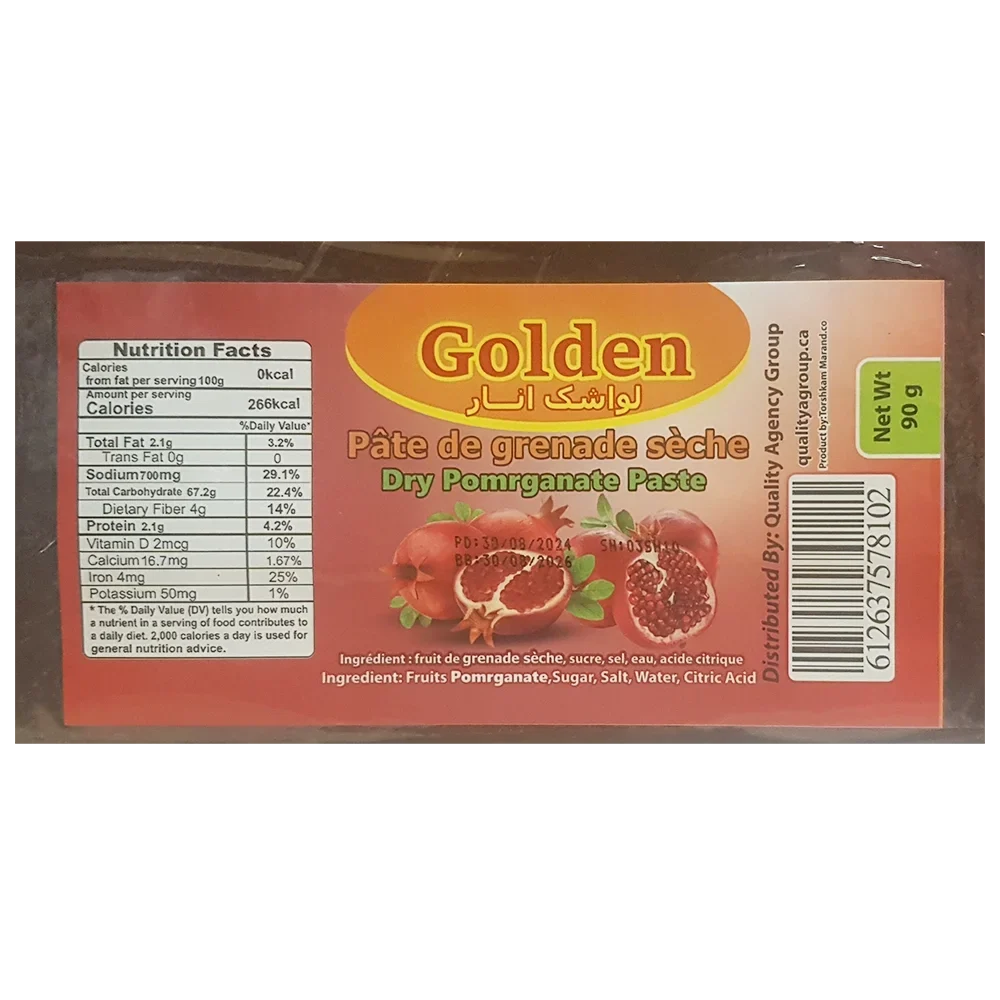 Nutrition Facts
Calories
from fat per serving 100g 0kcal
Amount per serving
Calories 266kcal
%Daily Value*
Total Fat 2.1g 3.2%
Trans Fat 0g 0
Sodium 700mg 29.1%
Total Carbohydrate 67.2g 22.4%
Dietary Fiber 4g 14%
Protein 2.1g 4.2%
Vitamin D 2mcg 10%
Calcium 16.7mg 1.67%
Iron 4mg 25%
Potassium 50mg 1%
* The % Daily Value (DV) tells you how much
a nutrient in a serving of food contributes to
a daily diet. 2,000 calories a day is used for
general nutrition advice.
Golden
لواشک انار
Pâte de grenade sèche
Dry Pomrganate Paste
PD:30/08/2024 SN:03SH10
BB:30/08/2026
Ingrédient : fruit de grenade sèche, sucre, sel, eau, acide citrique
Ingredient: Fruits Pomrganate,Sugar, Salt, Water, Citric Acid
Distributed By: Quality Agency Group
qualityagroup.ca
Product by:Torshkam Marand.co
Net Wt
90 g
612637578102